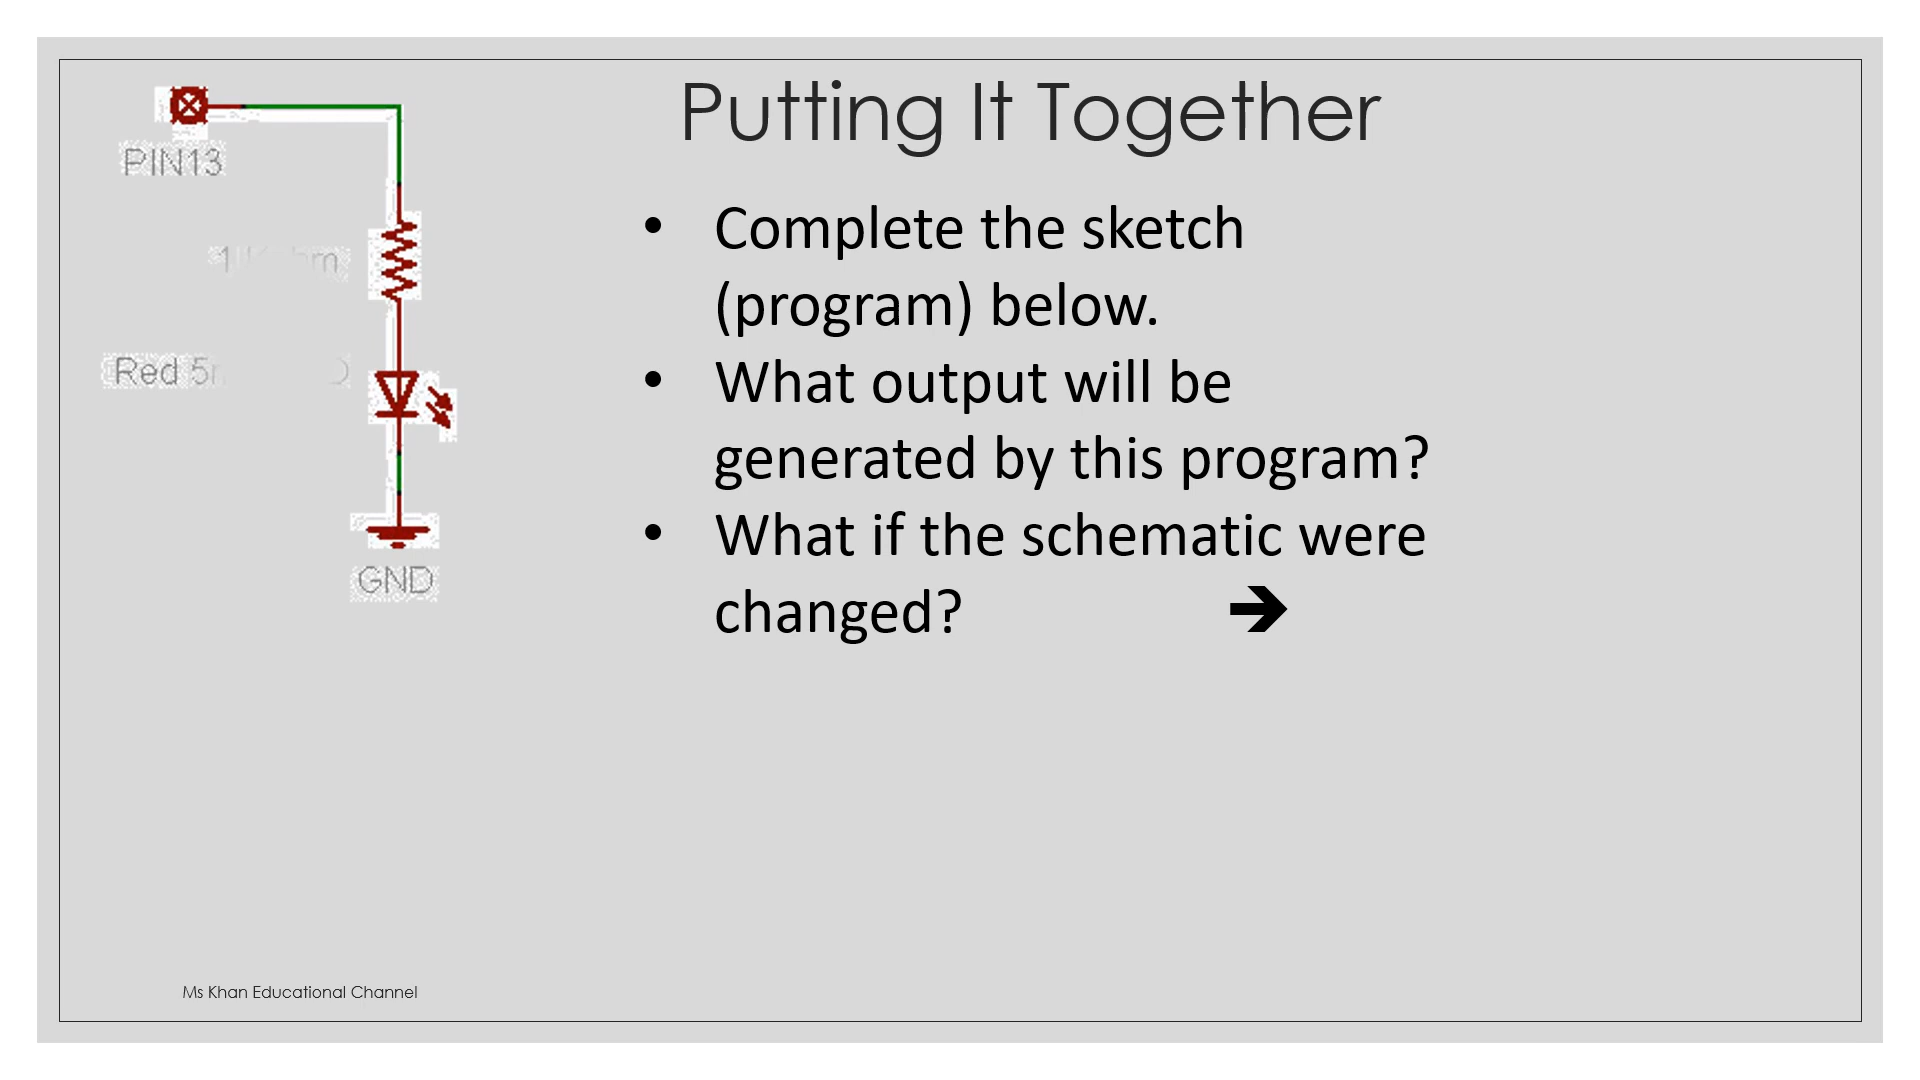 Putting It Together
PIN13
Red
GND
• Complete the sketch
(program) below.
• What output will be
generated by this program?
• What if the schematic were
changed? ➔
Ms Khan Educational Channel